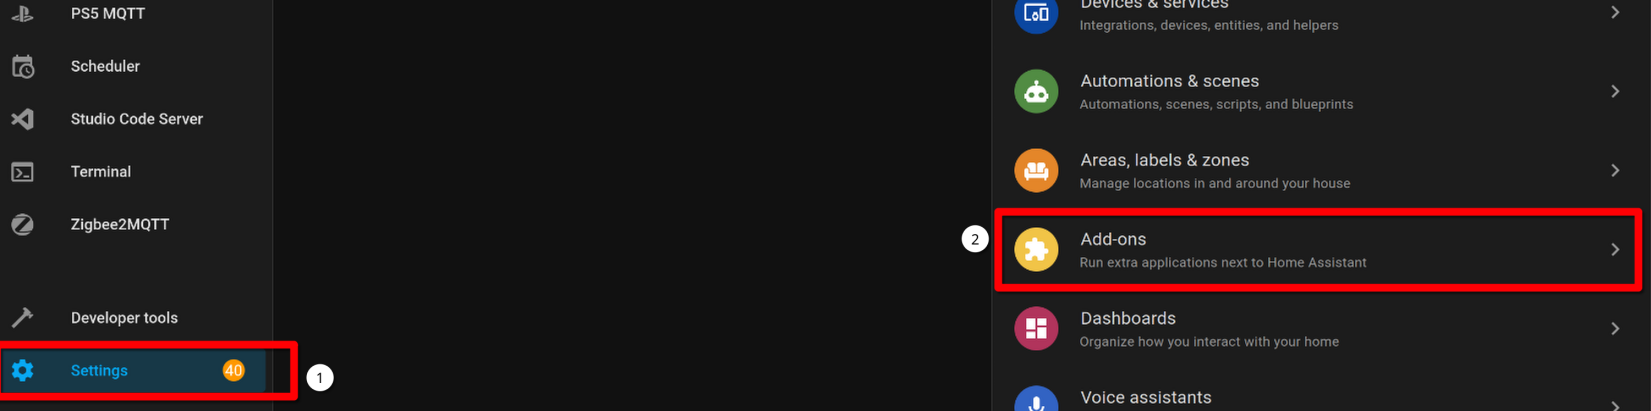 PS5 MQTT
Scheduler
Studio Code Server
Terminal
Zigbee2MQTT
Developer tools
Settings 40
1
Devices & services
Integrations, devices, entities, and helpers
Automations & scenes
Automations, scenes, scripts, and blueprints
Areas, labels & zones
Manage locations in and around your house
2
Add-ons
Run extra applications next to Home Assistant
Dashboards
Organize how you interact with your home
Voice assistants